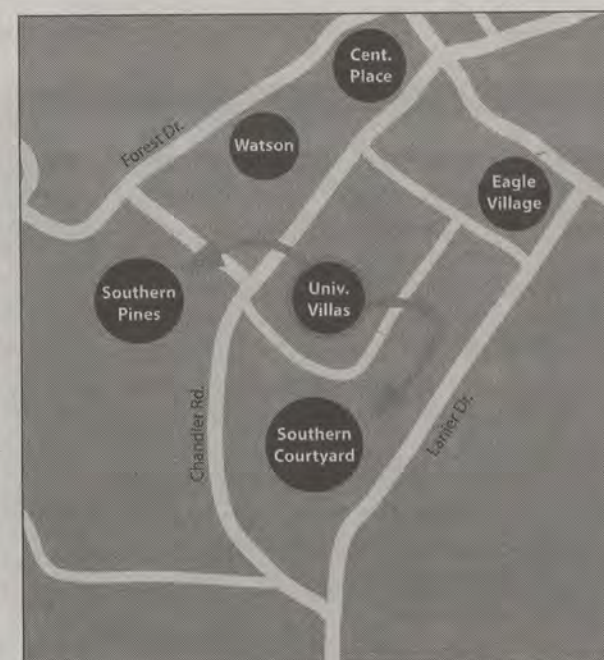 Cent.
Place
Forest Dr.
Watson
Eagle
Village
Southern
Pines
Univ.
Villas
Chandler Rd.
Southern
Courtyard
Lanier Dr.